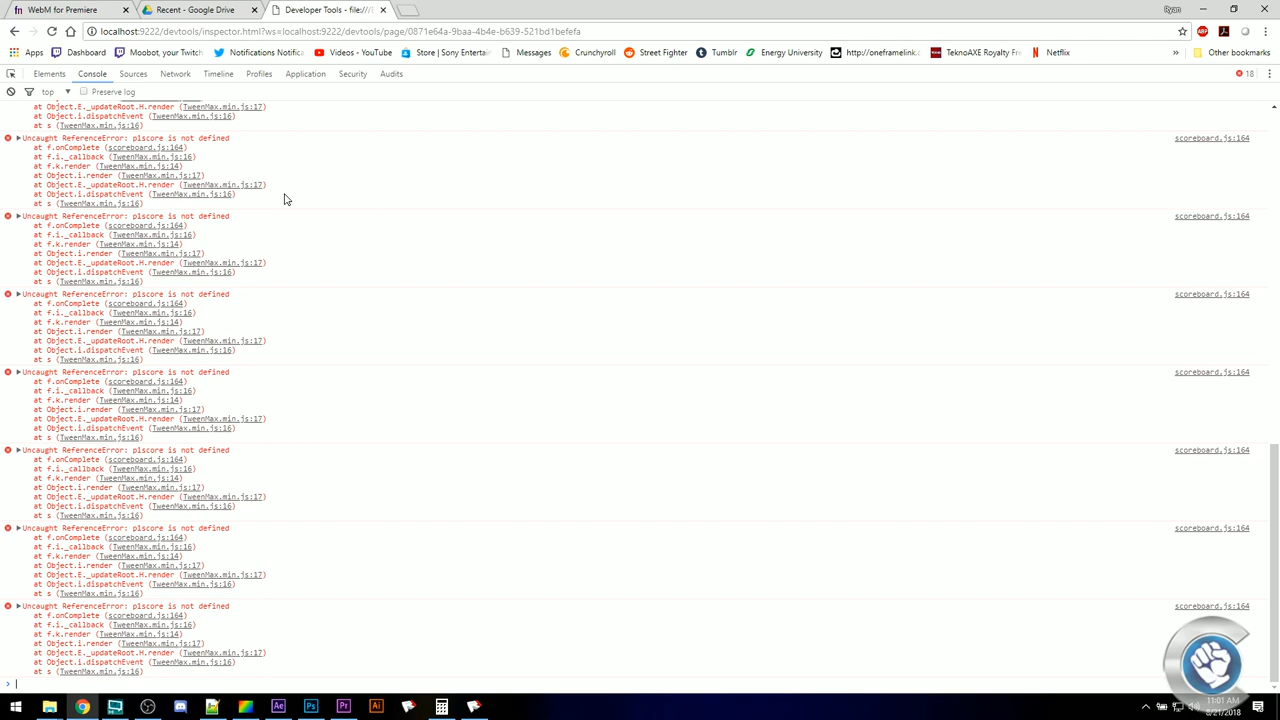 WebM for Premiere
Recent - Google Drive
Developer Tools - file:///
Ryan
localhost:9222/devtools/inspector.html?ws=localhost:9222/devtools/page/0871e64a-9baa-4b4e-b639-521bd1befefa
Apps Dashboard Moobot, your Twitch Notifications Notifica Videos - YouTube Store | Sony Entertain Messages Crunchyroll Street Fighter Tumblr Energy University http://oneframelink. TeknoAXE Royalty Fre Netflix » Other bookmarks
Elements Console Sources Network Timeline Profiles Application Security Audits 18
top Preserve log
at Object.E._updateRoot.H.render (TweenMax.min.js:17)
at Object.i.dispatchEvent (TweenMax.min.js:16)
at s (TweenMax.min.js:16)
Uncaught ReferenceError: p1score is not defined scoreboard.js:164
at f.onComplete (scoreboard.js:164)
at f.i._callback (TweenMax.min.js:16)
at f.k.render (TweenMax.min.js:14)
at Object.i.render (TweenMax.min.js:17)
at Object.E._updateRoot.H.render (TweenMax.min.js:17)
at Object.i.dispatchEvent (TweenMax.min.js:16)
at s (TweenMax.min.js:16)
Uncaught ReferenceError: p1score is not defined scoreboard.js:164
at f.onComplete (scoreboard.js:164)
at f.i._callback (TweenMax.min.js:16)
at f.k.render (TweenMax.min.js:14)
at Object.i.render (TweenMax.min.js:17)
at Object.E._updateRoot.H.render (TweenMax.min.js:17)
at Object.i.dispatchEvent (TweenMax.min.js:16)
at s (TweenMax.min.js:16)
Uncaught ReferenceError: p1score is not defined scoreboard.js:164
at f.onComplete (scoreboard.js:164)
at f.i._callback (TweenMax.min.js:16)
at f.k.render (TweenMax.min.js:14)
at Object.i.render (TweenMax.min.js:17)
at Object.E._updateRoot.H.render (TweenMax.min.js:17)
at Object.i.dispatchEvent (TweenMax.min.js:16)
at s (TweenMax.min.js:16)
Uncaught ReferenceError: p1score is not defined scoreboard.js:164
at f.onComplete (scoreboard.js:164)
at f.i._callback (TweenMax.min.js:16)
at f.k.render (TweenMax.min.js:14)
at Object.i.render (TweenMax.min.js:17)
at Object.E._updateRoot.H.render (TweenMax.min.js:17)
at Object.i.dispatchEvent (TweenMax.min.js:16)
at s (TweenMax.min.js:16)
Uncaught ReferenceError: p1score is not defined scoreboard.js:164
at f.onComplete (scoreboard.js:164)
at f.i._callback (TweenMax.min.js:16)
at f.k.render (TweenMax.min.js:14)
at Object.i.render (TweenMax.min.js:17)
at Object.E._updateRoot.H.render (TweenMax.min.js:17)
at Object.i.dispatchEvent (TweenMax.min.js:16)
at s (TweenMax.min.js:16)
Uncaught ReferenceError: p1score is not defined scoreboard.js:164
at f.onComplete (scoreboard.js:164)
at f.i._callback (TweenMax.min.js:16)
at f.k.render (TweenMax.min.js:14)
at Object.i.render (TweenMax.min.js:17)
at Object.E._updateRoot.H.render (TweenMax.min.js:17)
at Object.i.dispatchEvent (TweenMax.min.js:16)
at s (TweenMax.min.js:16)
Uncaught ReferenceError: p1score is not defined scoreboard.js:164
at f.onComplete (scoreboard.js:164)
at f.i._callback (TweenMax.min.js:16)
at f.k.render (TweenMax.min.js:14)
at Object.i.render (TweenMax.min.js:17)
at Object.E._updateRoot.H.render (TweenMax.min.js:17)
at Object.i.dispatchEvent (TweenMax.min.js:16)
at s (TweenMax.min.js:16)
Ae Ps Pr Ai
11:01 AM
8/21/2018